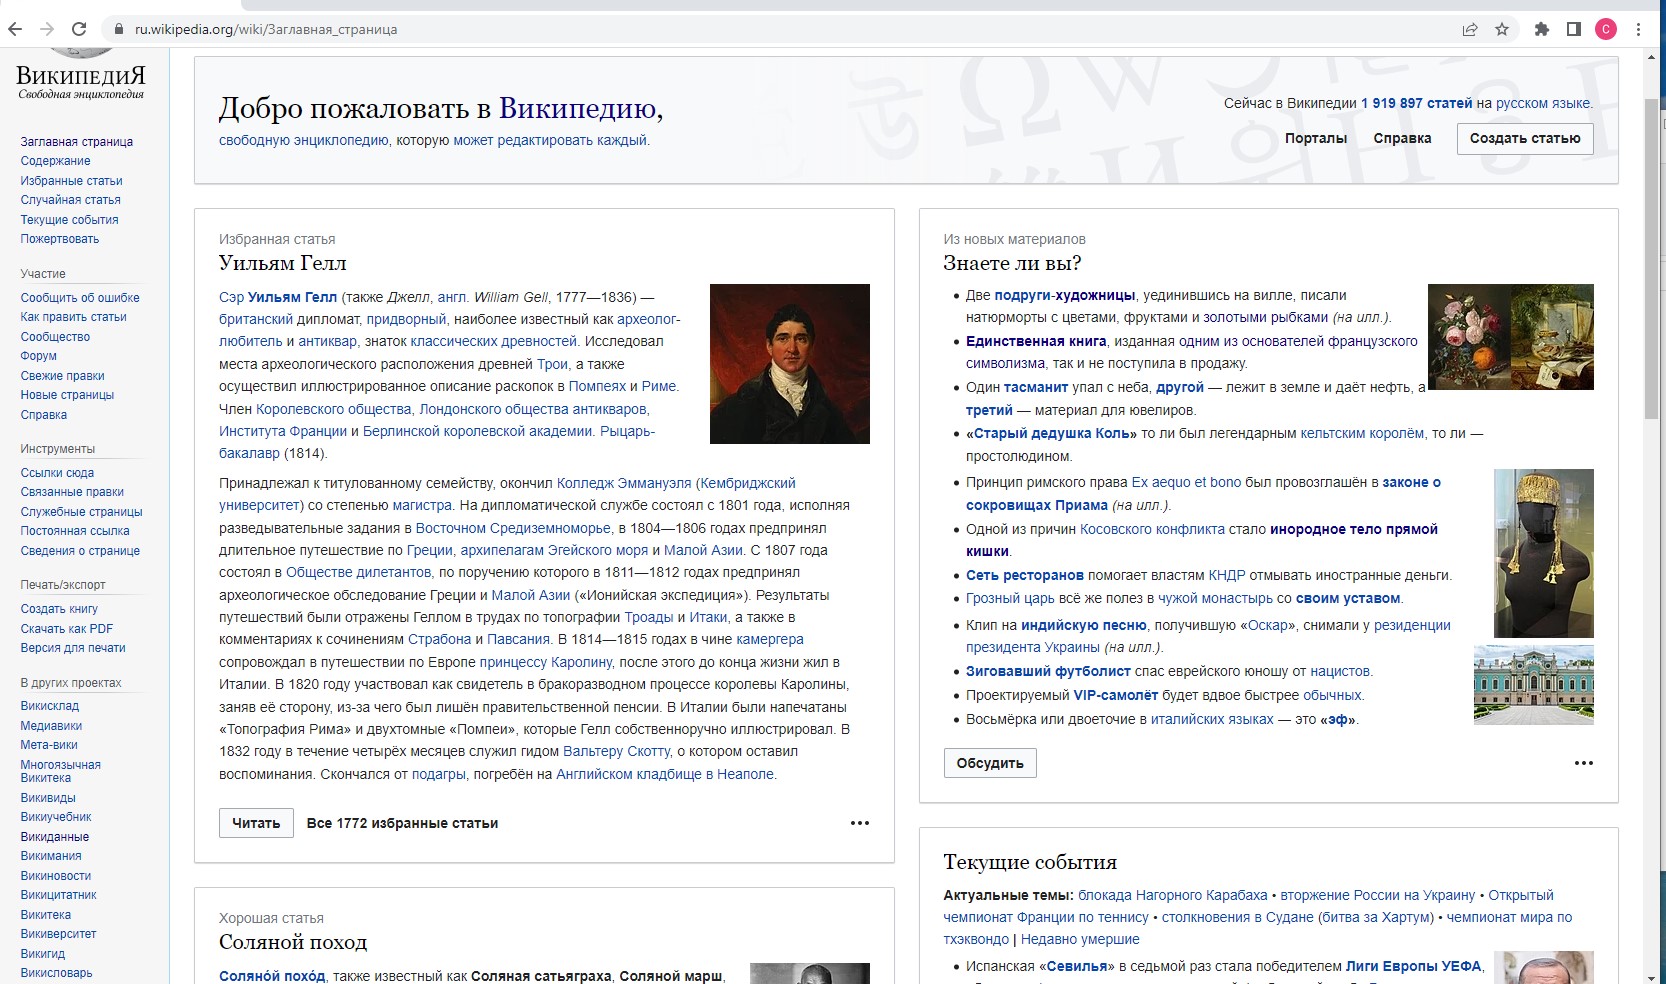 ru.wikipedia.org/wiki/Заглавная_страница
С
ВикипедиЯ
Свободная энциклопедия
Заглавная страница
Содержание
Избранные статьи
Случайная статья
Текущие события
Пожертвовать
Участие
Сообщить об ошибке
Как править статьи
Сообщество
Форум
Свежие правки
Новые страницы
Справка
Инструменты
Ссылки сюда
Связанные правки
Служебные страницы
Постоянная ссылка
Сведения о странице
Печать/экспорт
Создать книгу
Скачать как PDF
Версия для печати
В других проектах
Викисклад
Медиавики
Мета-вики
Многоязычная
Викитека
Викивиды
Викиучебник
Викиданные
Викимания
Викиновости
Викицитатник
Викитека
Викиверситет
Викигид
Викисловарь
Добро пожаловать в Википедию,
свободную энциклопедию, которую может редактировать каждый.
Сейчас в Википедии 1 919 897 статей на русском языке.
Порталы Справка Создать статью
Избранная статья
Уильям Гелл
Сэр Уильям Гелл (также Джелл, англ. William Gell, 1777—1836) —
британский дипломат, придворный, наиболее известный как археолог-
любитель и антиквар, знаток классических древностей. Исследовал
места археологического расположения древней Трои, а также
осуществил иллюстрированное описание раскопок в Помпеях и Риме.
Член Королевского общества, Лондонского общества антикваров,
Института Франции и Берлинской королевской академии. Рыцарь-
бакалавр (1814).
Принадлежал к титулованному семейству, окончил Колледж Эммануэля (Кембриджский
университет) со степенью магистра. На дипломатической службе состоял с 1801 года, исполняя
разведывательные задания в Восточном Средиземноморье, в 1804—1806 годах предпринял
длительное путешествие по Греции, архипелагам Эгейского моря и Малой Азии. С 1807 года
состоял в Обществе дилетантов, по поручению которого в 1811—1812 годах предпринял
археологическое обследование Греции и Малой Азии («Ионийская экспедиция»). Результаты
путешествий были отражены Геллом в трудах по топографии Троады и Итаки, а также в
комментариях к сочинениям Страбона и Павсания. В 1814—1815 годах в чине камергера
сопровождал в путешествии по Европе принцессу Каролину, после этого до конца жизни жил в
Италии. В 1820 году участвовал как свидетель в бракоразводном процессе королевы Каролины,
заняв её сторону, из-за чего был лишён правительственной пенсии. В Италии были напечатаны
«Топография Рима» и двухтомные «Помпеи», которые Гелл собственноручно иллюстрировал. В
1832 году в течение четырёх месяцев служил гидом Вальтеру Скотту, о котором оставил
воспоминания. Скончался от подагры, погребён на Английском кладбище в Неаполе.
Читать Все 1772 избранные статьи
Хорошая статья
Соляной поход
Соляно́й похо́д, также известный как Соляная сатьяграха, Соляной марш,
Из новых материалов
Знаете ли вы?
• Две подруги-художницы, уединившись на вилле, писали
натюрморты с цветами, фруктами и золотыми рыбками (на илл.).
• Единственная книга, изданная одним из основателей французского
символизма, так и не поступила в продажу.
• Один тасманит упал с неба, другой — лежит в земле и даёт нефть, а
третий — материал для ювелиров.
• «Старый дедушка Коль» то ли был легендарным кельтским королём, то ли —
простолюдином.
• Принцип римского права Ex aequo et bono был провозглашён в законе о
сокровищах Приама (на илл.).
• Одной из причин Косовского конфликта стало инородное тело прямой
кишки.
• Сеть ресторанов помогает властям КНДР отмывать иностранные деньги.
• Грозный царь всё же полез в чужой монастырь со своим уставом.
• Клип на индийскую песню, получившую «Оскар», снимали у резиденции
президента Украины (на илл.).
• Зиговавший футболист спас еврейского юношу от нацистов.
• Проектируемый VIP-самолёт будет вдвое быстрее обычных.
• Восьмёрка или двоеточие в италийских языках — это «эф».
Обсудить
Текущие события
Актуальные темы: блокада Нагорного Карабаха • вторжение России на Украину • Открытый
чемпионат Франции по теннису • столкновения в Судане (битва за Хартум) • чемпионат мира по
тхэквондо | Недавно умершие
• Испанская «Севилья» в седьмой раз стала победителем Лиги Европы УЕФА,